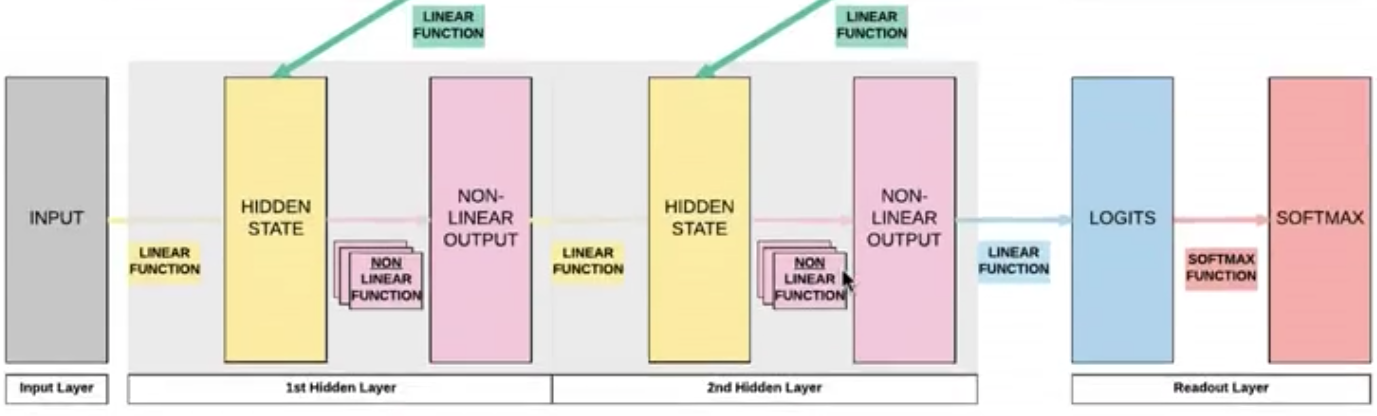 LINEAR
FUNCTION
LINEAR
FUNCTION
INPUT
HIDDEN
STATE
NON-
LINEAR
OUTPUT
HIDDEN
STATE
NON-
LINEAR
OUTPUT
LOGITS
SOFTMAX
LINEAR
FUNCTION
NON
LINEAR
FUNCTION
LINEAR
FUNCTION
NON
LINEAR
FUNCTION
LINEAR
FUNCTION
SOFTMAX
FUNCTION
Input Layer
1st Hidden Layer
2nd Hidden Layer
Readout Layer